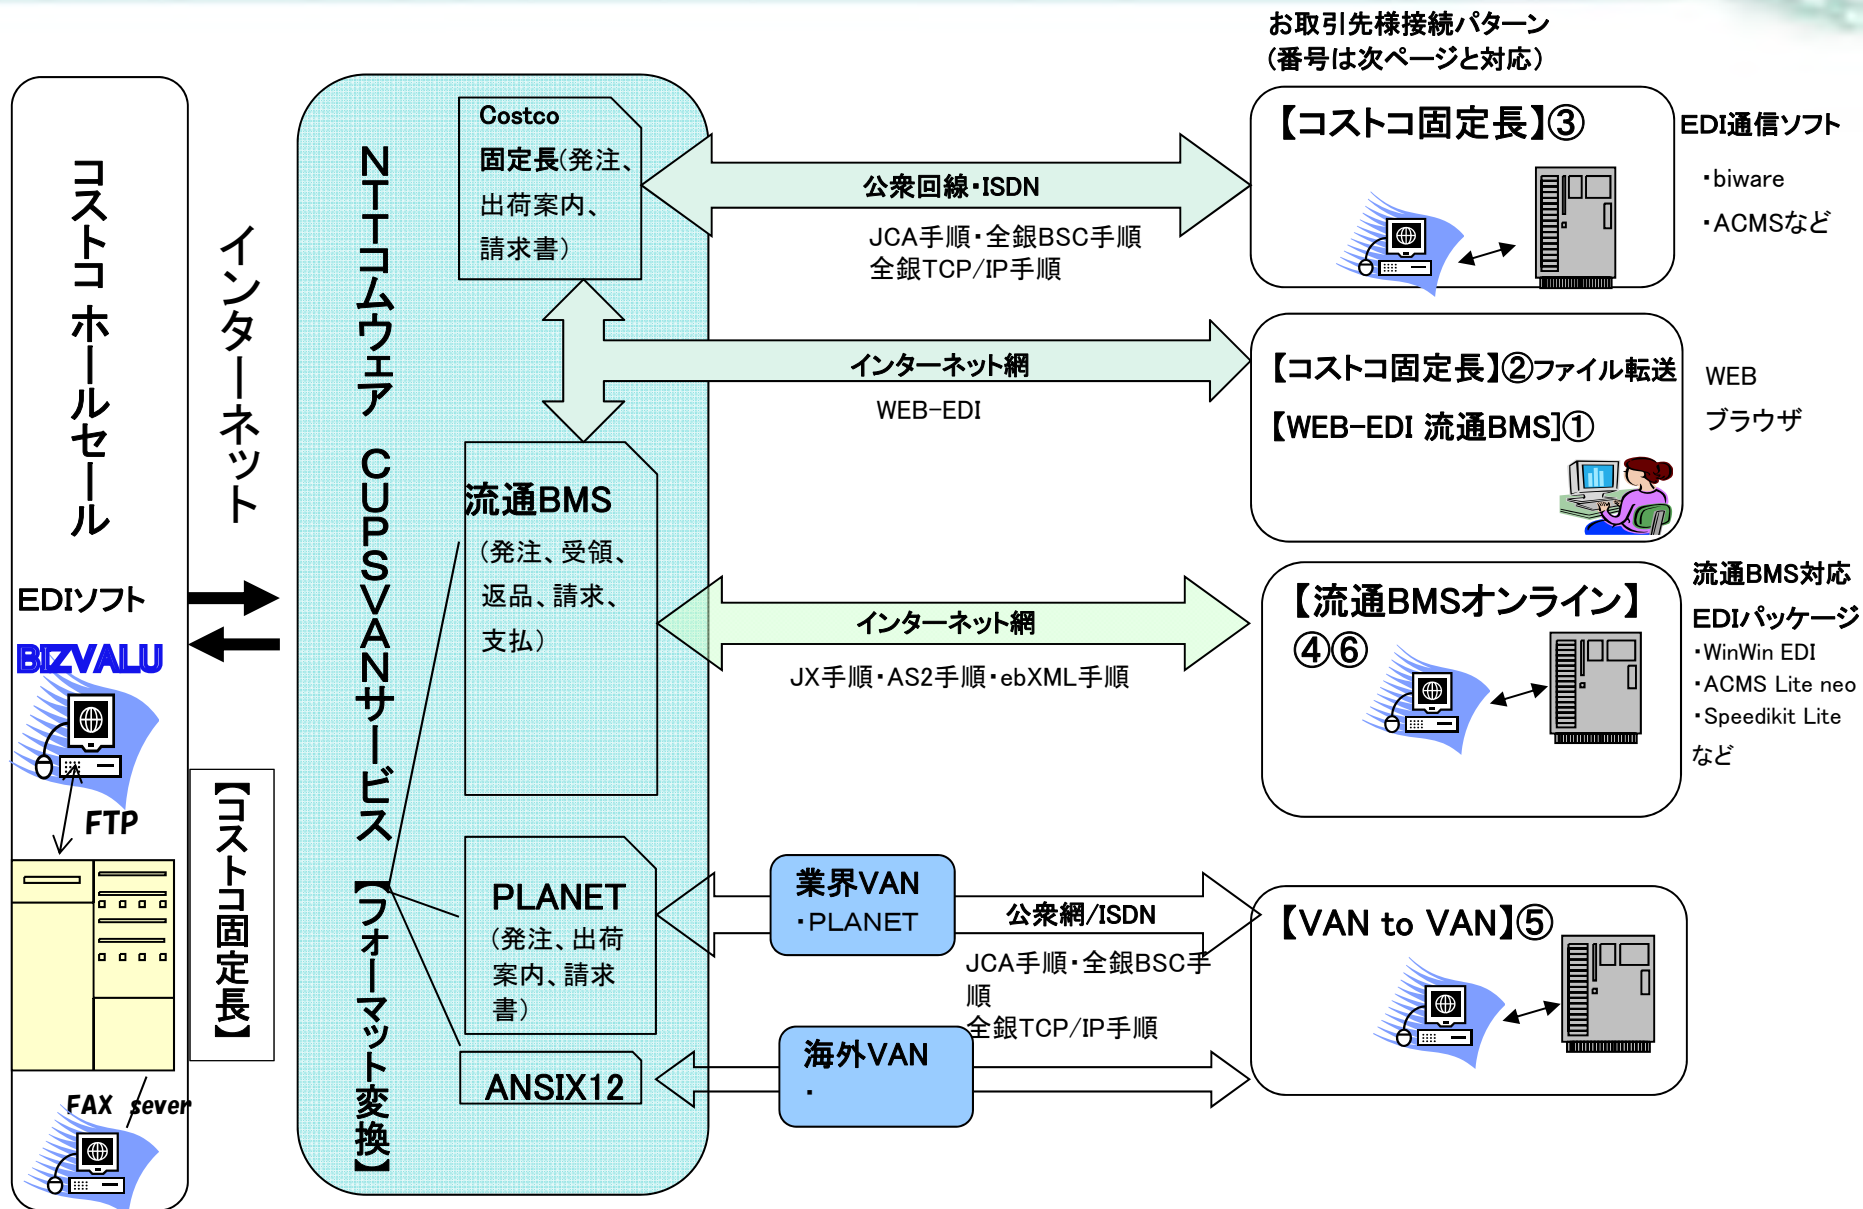 お取引先様接続パターン
(番号は次ページと対応)
コストコ ホールセール
EDIソフト
BIZVALU
FTP
FAX sever
インターネット
【コストコ固定長】
NTTコムウェア CUPSVANサービス 【フォーマット変換】
Costco
固定長(発注、
出荷案内、
請求書)
流通BMS
(発注、受領、
返品、請求、
支払)
PLANET
(発注、出荷
案内、請求
書)
ANSIX12
公衆回線・ISDN
JCA手順・全銀BSC手順
全銀TCP/IP手順
インターネット網
WEB-EDI
インターネット網
JX手順・AS2手順・ebXML手順
業界VAN
・PLANET
公衆網/ISDN
JCA手順・全銀BSC手
順
全銀TCP/IP手順
海外VAN
・
【コストコ固定長】③
EDI通信ソフト
・biware
・ACMSなど
【コストコ固定長】②ファイル転送
【WEB-EDI 流通BMS]①
WEB
ブラウザ
【流通BMSオンライン】
④⑥
流通BMS対応
EDIパッケージ
・WinWin EDI
・ACMS Lite neo
・Speedikit Lite
など
【VAN to VAN】⑤